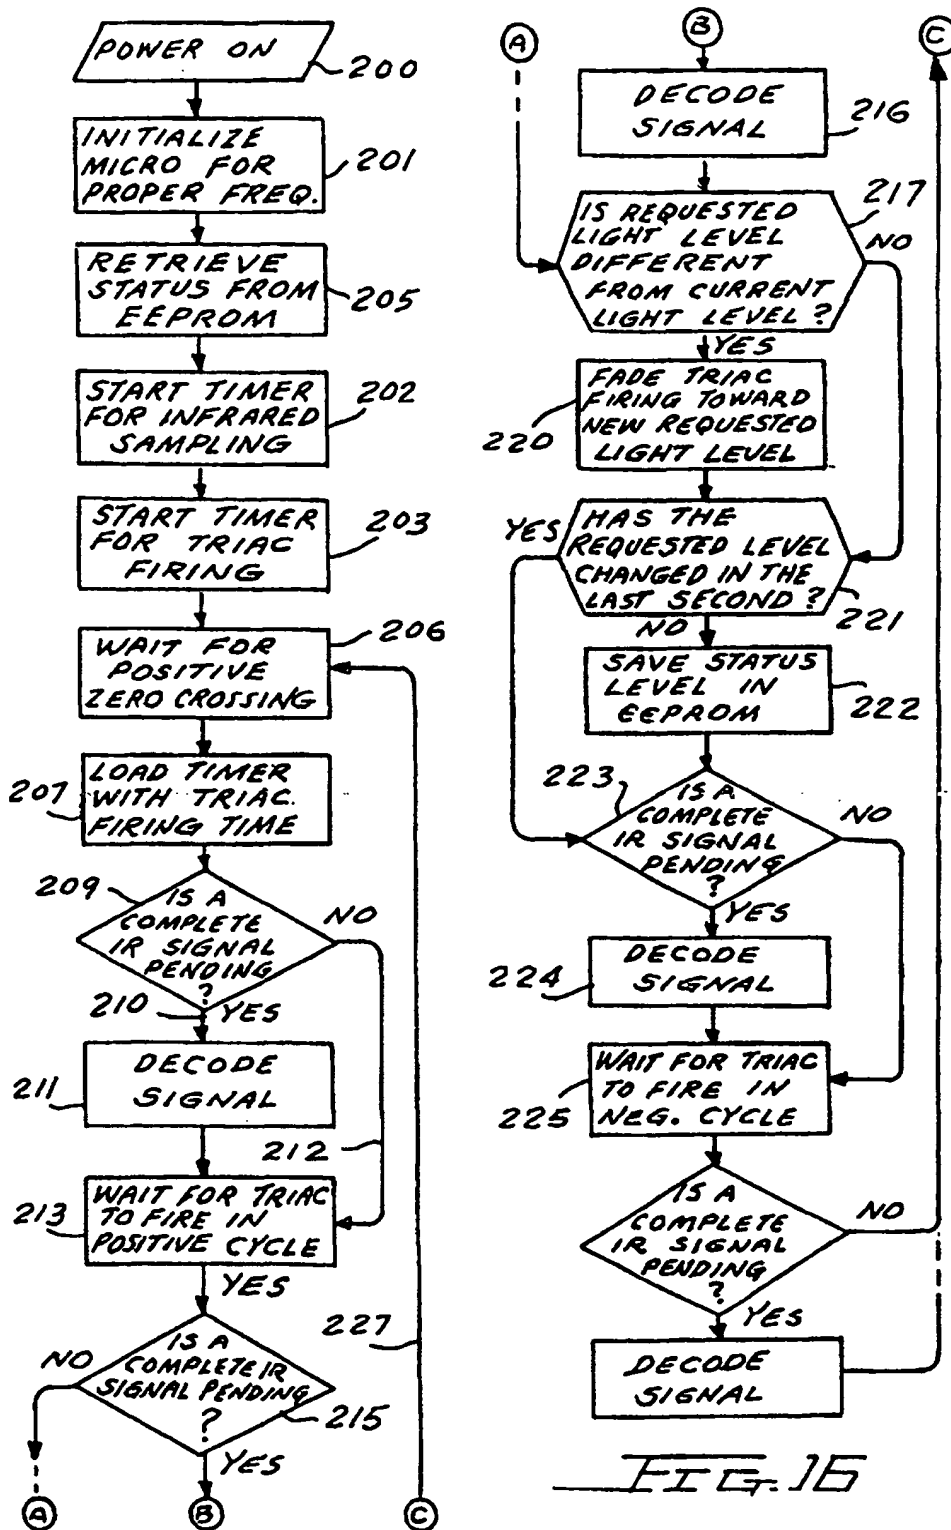 POWER ON
200
INITIALIZE
MICRO FOR
PROPER FREQ.
201
RETRIEVE
STATUS FROM
EEPROM
205
START TIMER
FOR INFRARED
SAMPLING
202
START TIMER
FOR TRIAC
FIRING
203
206
WAIT FOR
POSITIVE
ZERO CROSSING
207
LOAD TIMER
WITH TRIAC.
FIRING TIME
209
IS A
COMPLETE
IR SIGNAL
PENDING
?
NO
210
YES
211
DECODE
SIGNAL
212
213
WAIT FOR TRIAC
TO FIRE IN
POSITIVE CYCLE
YES
227
NO
IS A
COMPLETE IR
SIGNAL PENDING
?
215
YES
A
B
C
A
B
C
DECODE
SIGNAL
216
217
IS REQUESTED
LIGHT LEVEL
DIFFERENT
FROM CURRENT
LIGHT LEVEL ?
NO
YES
220
FADE TRIAC
FIRING TOWARD
NEW REQUESTED
LIGHT LEVEL
YES
HAS THE
REQUESTED LEVEL
CHANGED IN THE
LAST SECOND ?
221
NO
SAVE STATUS
LEVEL IN
EEPROM
222
223
IS A
COMPLETE
IR SIGNAL
PENDING
?
NO
YES
224
DECODE
SIGNAL
225
WAIT FOR TRIAC
TO FIRE IN
NEG. CYCLE
IS A
COMPLETE
IR SIGNAL
PENDING
?
NO
YES
DECODE
SIGNAL
FIG. 16